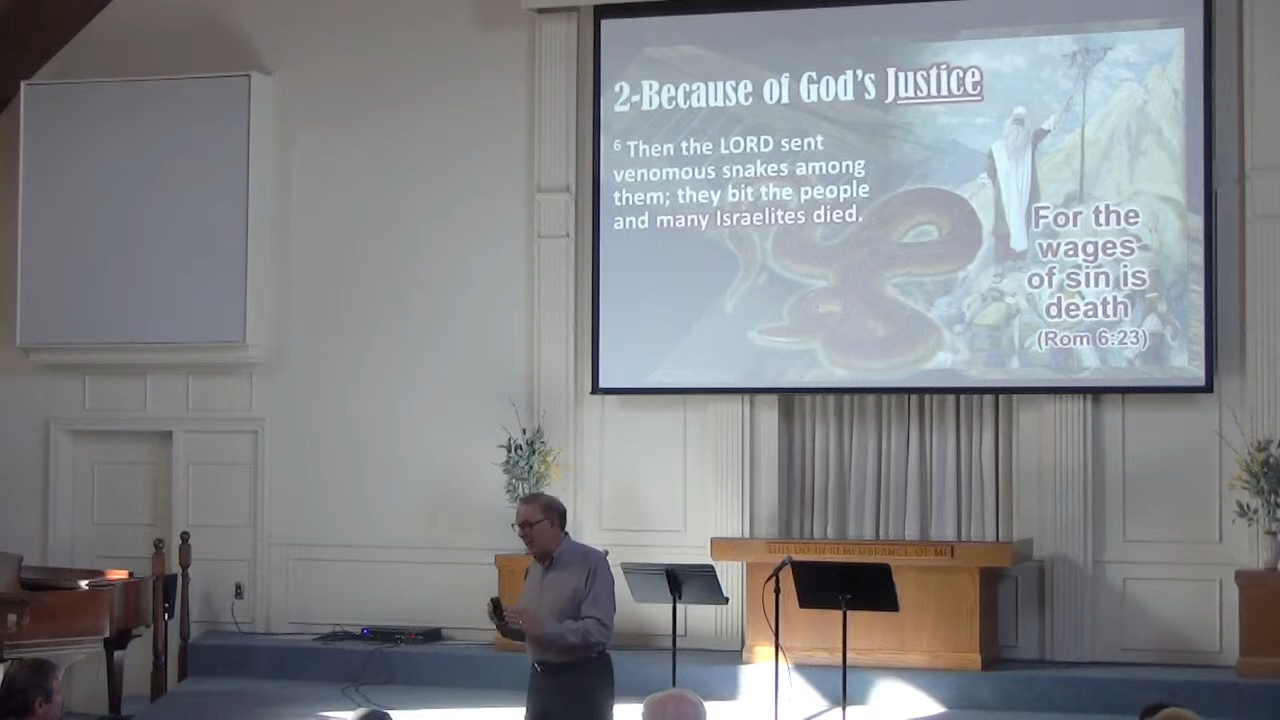 2-Because of God's Justice
6 Then the LORD sent
venomous snakes among
them; they bit the people
and many Israelites died.
For the
wages
of sin is
death
(Rom 6:23)
THIS DO IN REMEMBRANCE OF ME